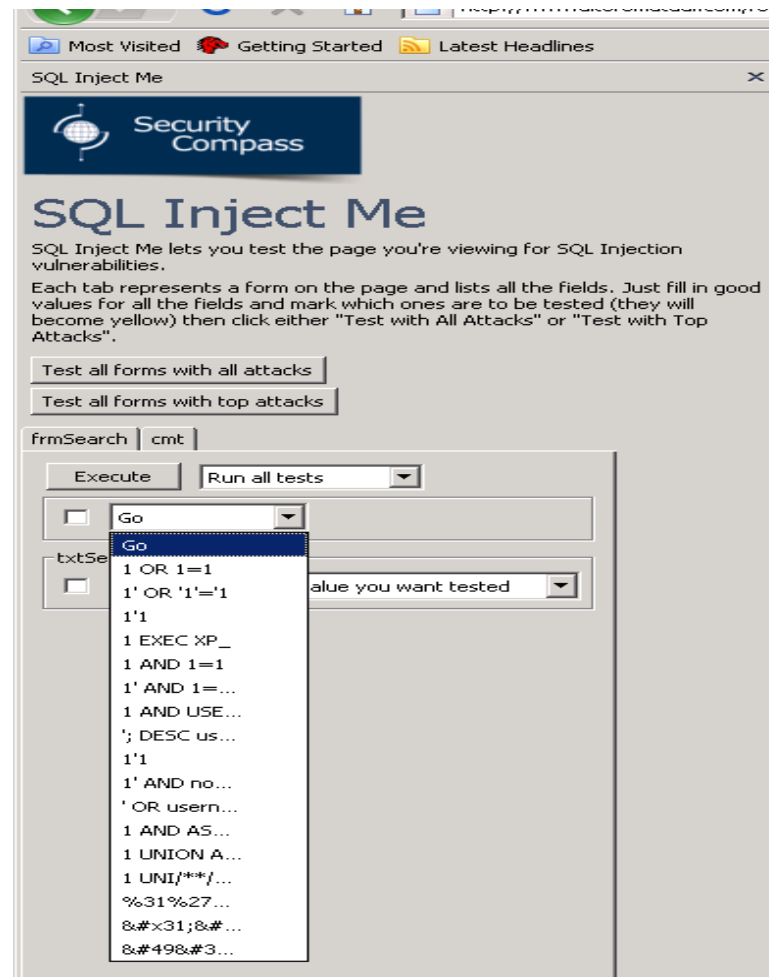 Most Visited Getting Started Latest Headlines
SQL Inject Me
Security
Compass
SQL Inject Me
SQL Inject Me lets you test the page you're viewing for SQL Injection
vulnerabilities.
Each tab represents a form on the page and lists all the fields. Just fill in good
values for all the fields and mark which ones are to be tested (they will
become yellow) then click either "Test with All Attacks" or "Test with Top
Attacks".
Test all forms with all attacks
Test all forms with top attacks
frmSearch cmt
Execute Run all tests
Go
Go
txtSe
1 OR 1=1
1' OR '1'='1
alue you want tested
1'1
1 EXEC XP_
1 AND 1=1
1' AND 1=...
1 AND USE...
'; DESC us...
1'1
1' AND no...
' OR usern...
1 AND AS...
1 UNION A...
1 UNI/**/...
%31%27...
&#x31;&#...
&#49&#3...